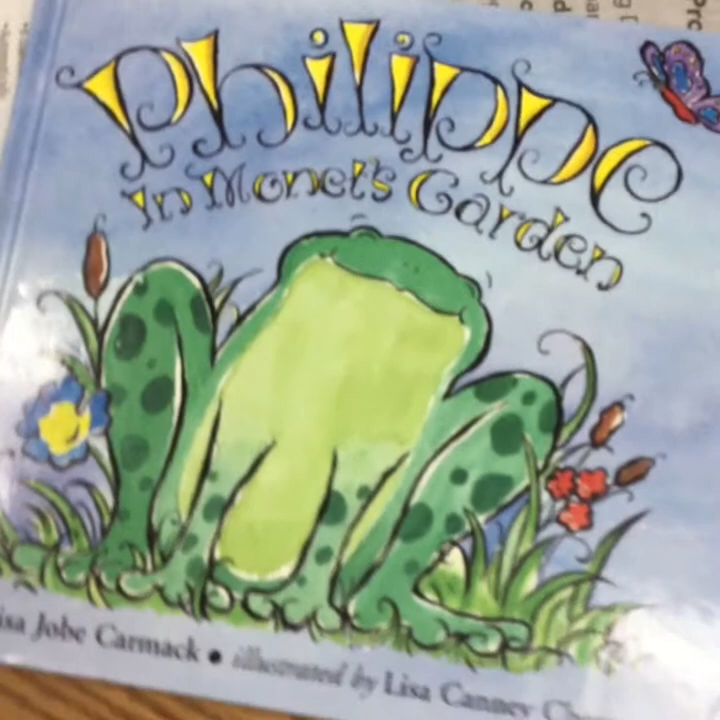 Philippe
In Monet's Garden
isa Jobe Carmack • illustrated by Lisa Canney